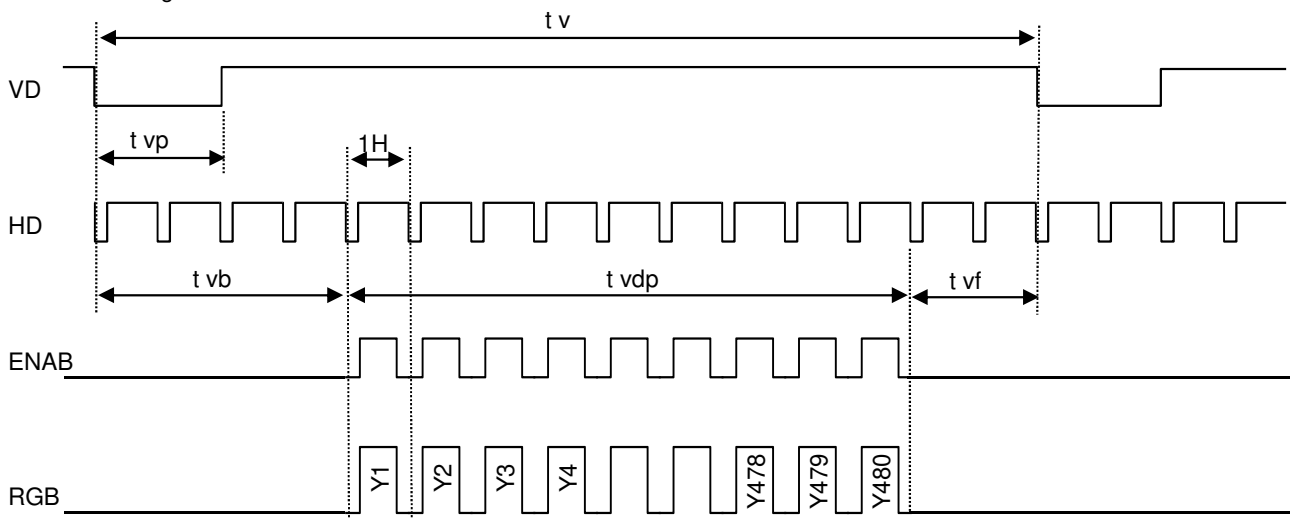 t v
VD
t vp
1H
HD
t vb
t vdp
t vf
ENAB
RGB
Y1
Y2
Y3
Y4
Y478
Y479
Y480